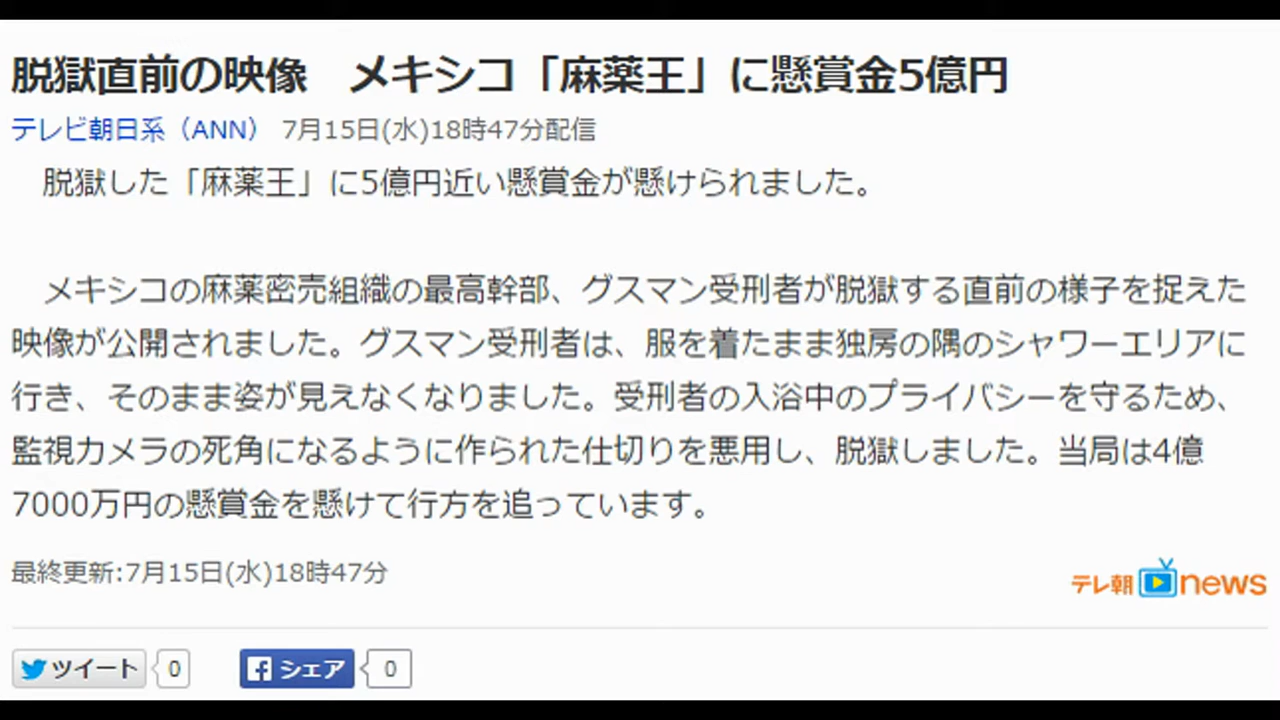 脱獄直前の映像　メキシコ「麻薬王」に懸賞金5億円
テレビ朝日系（ANN） 7月15日(水)18時47分配信
　脱獄した「麻薬王」に5億円近い懸賞金が懸けられました。
　メキシコの麻薬密売組織の最高幹部、グスマン受刑者が脱獄する直前の様子を捉えた
映像が公開されました。グスマン受刑者は、服を着たまま独房の隅のシャワーエリアに
行き、そのまま姿が見えなくなりました。受刑者の入浴中のプライバシーを守るため、
監視カメラの死角になるように作られた仕切りを悪用し、脱獄しました。当局は4億
7000万円の懸賞金を懸けて行方を追っています。
最終更新:7月15日(水)18時47分
テレ朝news
ツイート 0 シェア 0